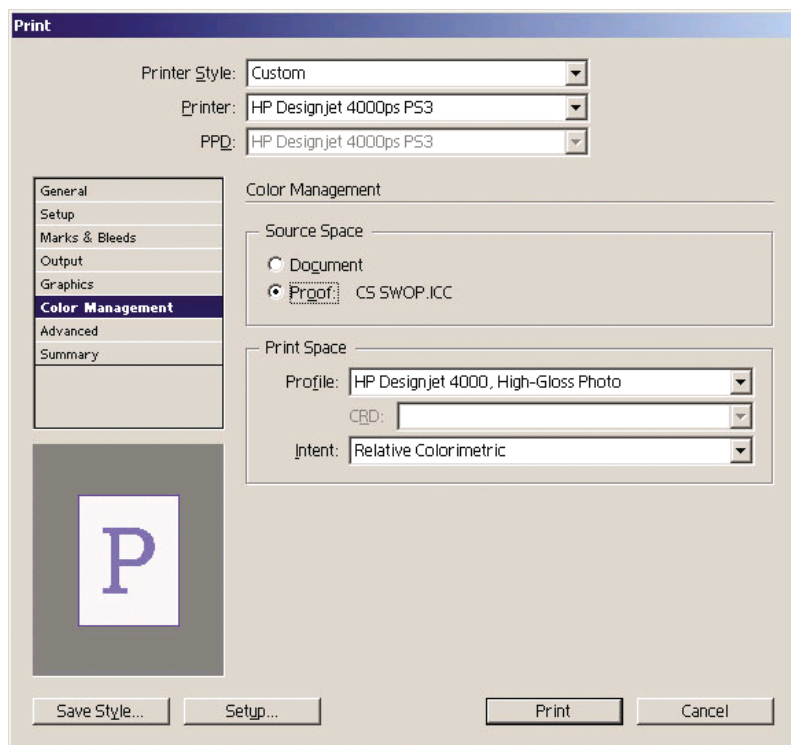 Print
Printer Style: Custom
Printer: HP Designjet 4000ps PS3
PPD: HP Designjet 4000ps PS3
General
Setup
Marks & Bleeds
Output
Graphics
Color Management
Advanced
Summary
Color Management
Source Space
Document
Proof: CS SWOP.ICC
Print Space
Profile: HP Designjet 4000, High-Gloss Photo
CRD:
Intent: Relative Colorimetric
P
Save Style...
Setup...
Print
Cancel